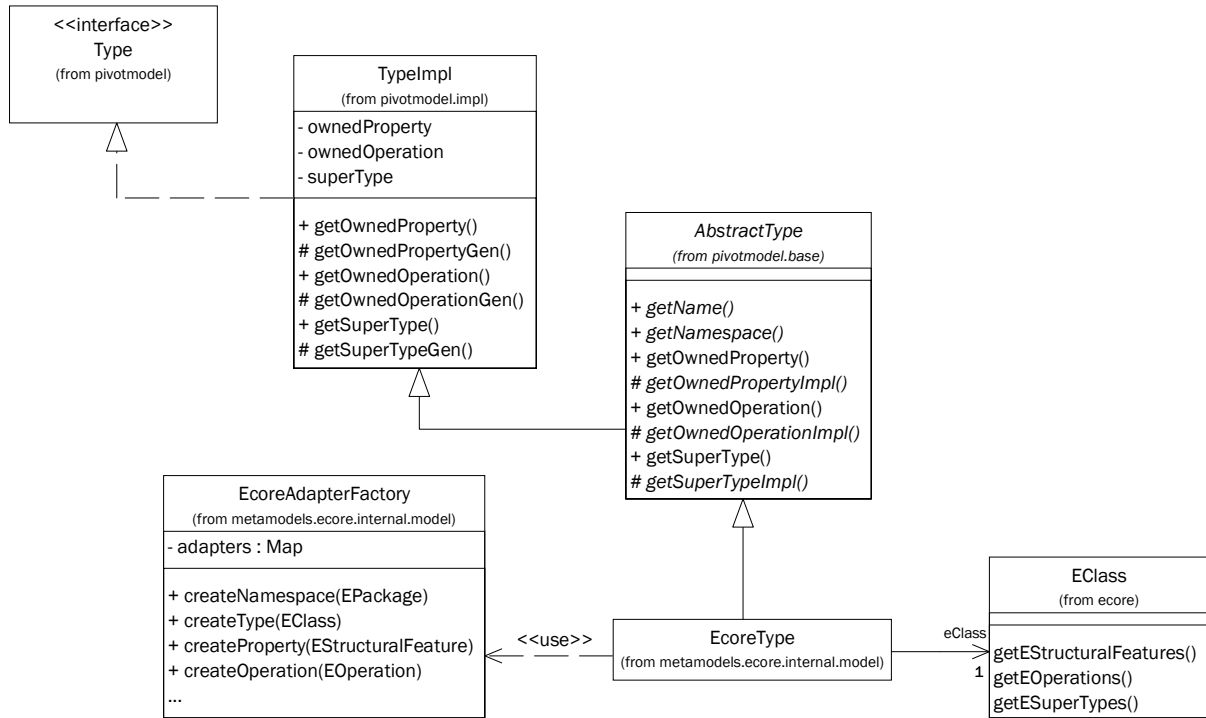 <<interface>>
Type
(from pivotmodel)
TypeImpl
(from pivotmodel.impl)
- ownedProperty
- ownedOperation
- superType
+ getOwnedProperty()
# getOwnedPropertyGen()
+ getOwnedOperation()
# getOwnedOperationGen()
+ getSuperType()
# getSuperTypeGen()
AbstractType
(from pivotmodel.base)
+ getName()
+ getNamespace()
+ getOwnedProperty()
# getOwnedPropertyImpl()
+ getOwnedOperation()
# getOwnedOperationImpl()
+ getSuperType()
# getSuperTypeImpl()
EcoreAdapterFactory
(from metamodels.ecore.internal.model)
- adapters : Map
+ createNamespace(EPackage)
+ createType(EClass)
+ createProperty(EStructuralFeature)
+ createOperation(EOperation)
...
<<use>>
EcoreType
(from metamodels.ecore.internal.model)
eClass
1
EClass
(from ecore)
getEStructuralFeatures()
getEOperations()
getESuperTypes()